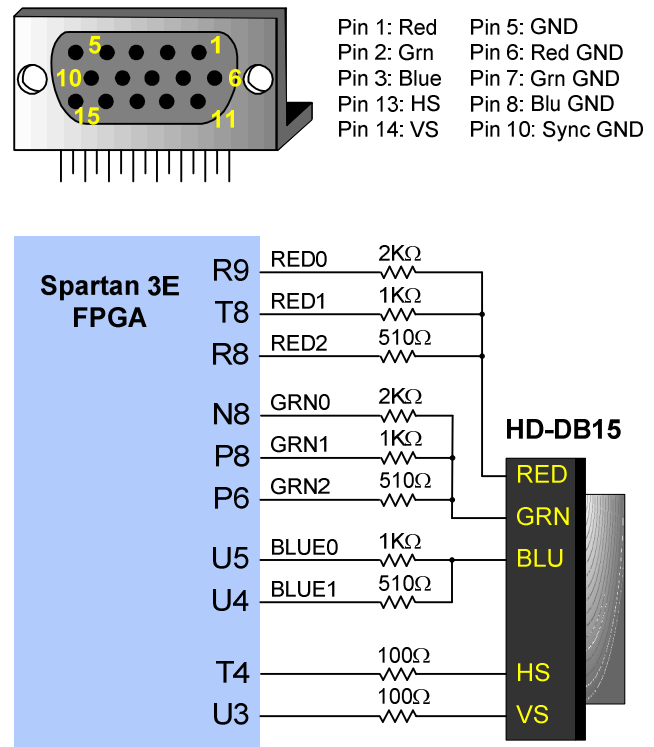 5 1
10 6
15 11
Pin 1: Red Pin 5: GND
Pin 2: Grn Pin 6: Red GND
Pin 3: Blue Pin 7: Grn GND
Pin 13: HS Pin 8: Blu GND
Pin 14: VS Pin 10: Sync GND
Spartan 3E
FPGA
R9 RED0 2KΩ
T8 RED1 1KΩ
R8 RED2 510Ω
N8 GRN0 2KΩ
P8 GRN1 1KΩ
P6 GRN2 510Ω
U5 BLUE0 1KΩ
U4 BLUE1 510Ω
T4 100Ω
U3 100Ω
HD-DB15
RED
GRN
BLU
HS
VS